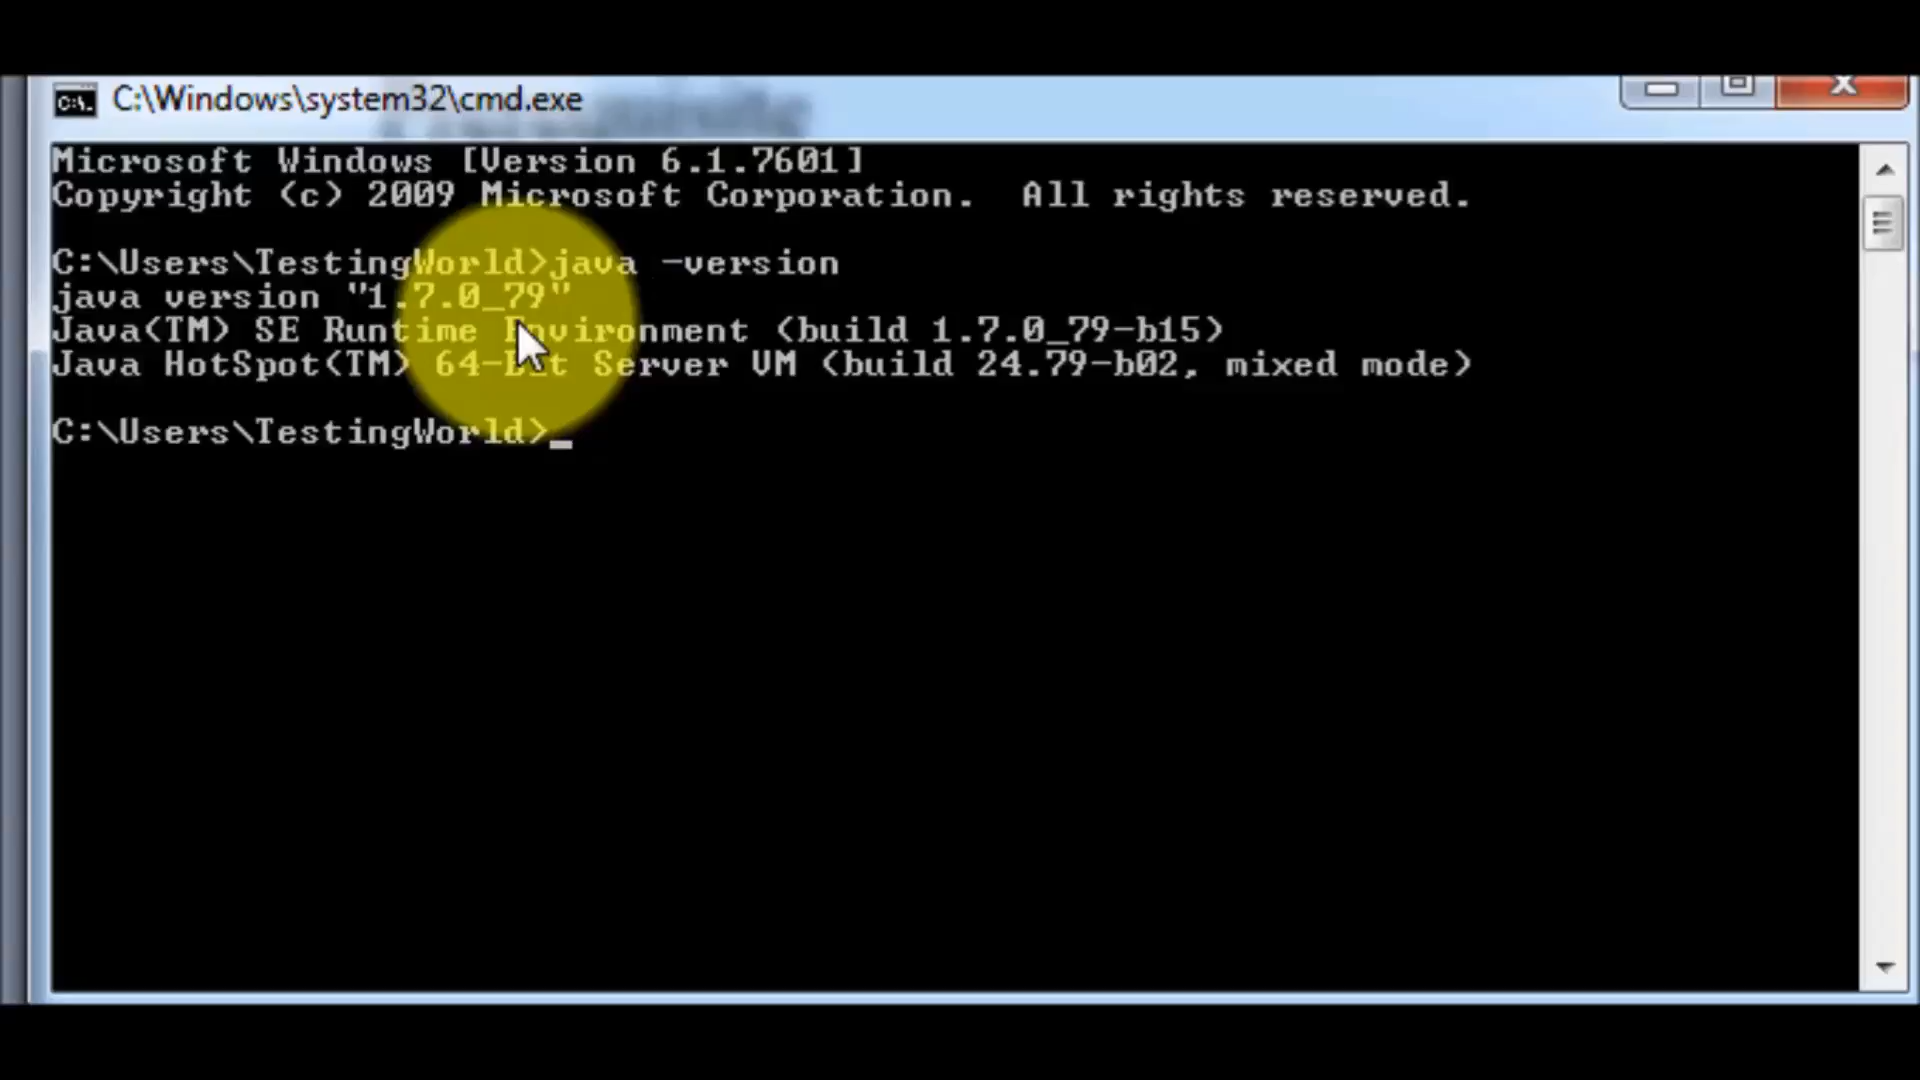 C:\Windows\system32\cmd.exe
Microsoft Windows [Version 6.1.7601]
Copyright (c) 2009 Microsoft Corporation.  All rights reserved.
C:\Users\TestingWorld>java -version
java version "1.7.0_79"
Java(TM) SE Runtime Environment (build 1.7.0_79-b15)
Java HotSpot(TM) 64-Bit Server VM (build 24.79-b02, mixed mode)
C:\Users\TestingWorld>_